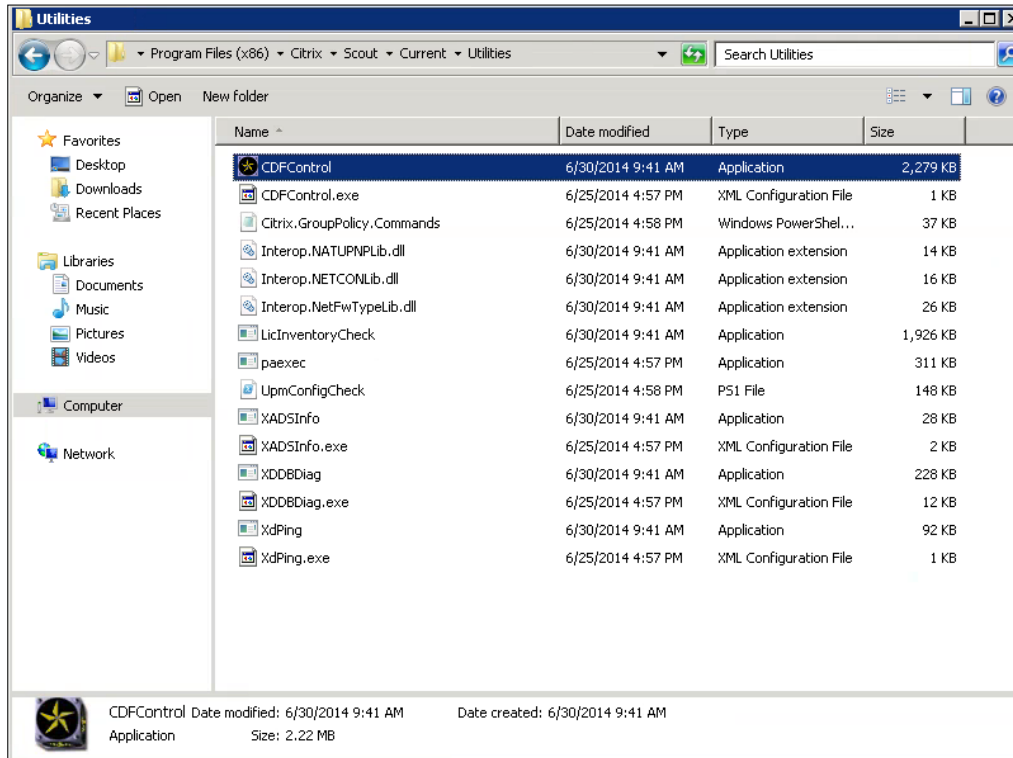 Utilities
Program Files (x86) Citrix Scout Current Utilities
Search Utilities
Organize Open New folder
Favorites
Desktop
Downloads
Recent Places
Libraries
Documents
Music
Pictures
Videos
Computer
Network
Name Date modified Type Size
CDFControl 6/30/2014 9:41 AM Application 2,279 KB
CDFControl.exe 6/25/2014 4:57 PM XML Configuration File 1 KB
Citrix.GroupPolicy.Commands 6/25/2014 4:58 PM Windows PowerShel... 37 KB
Interop.NATUPNPLib.dll 6/30/2014 9:41 AM Application extension 14 KB
Interop.NETCONLib.dll 6/30/2014 9:41 AM Application extension 16 KB
Interop.NetFwTypeLib.dll 6/30/2014 9:41 AM Application extension 26 KB
LicInventoryCheck 6/30/2014 9:41 AM Application 1,926 KB
paexec 6/25/2014 4:57 PM Application 311 KB
UpmConfigCheck 6/25/2014 4:58 PM PS1 File 148 KB
XADSInfo 6/30/2014 9:41 AM Application 28 KB
XADSInfo.exe 6/25/2014 4:57 PM XML Configuration File 2 KB
XDDBDiag 6/30/2014 9:41 AM Application 228 KB
XDDBDiag.exe 6/25/2014 4:57 PM XML Configuration File 12 KB
XdPing 6/30/2014 9:41 AM Application 92 KB
XdPing.exe 6/25/2014 4:57 PM XML Configuration File 1 KB
CDFControl Date modified: 6/30/2014 9:41 AM Date created: 6/30/2014 9:41 AM
Application Size: 2.22 MB